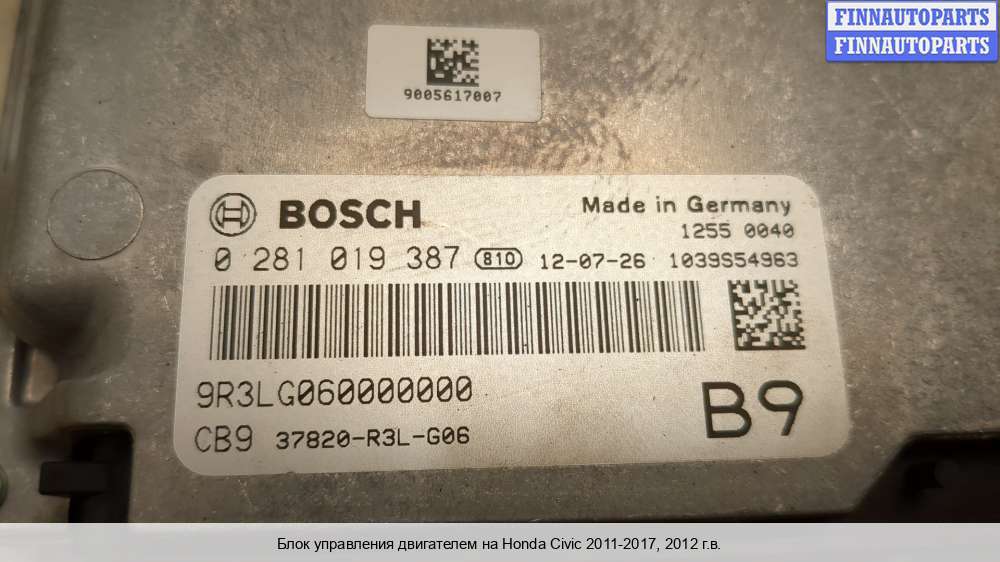 FINNAUTOPARTS
FINNAUTOPARTS
9005617007
BOSCH
Made in Germany
1255 0040
0 281 019 387 810 12-07-26 1039S54963
9R3LG060000000
B9
CB9 37820-R3L-G06
Блок управления двигателем на Honda Civic 2011-2017, 2012 г.в.